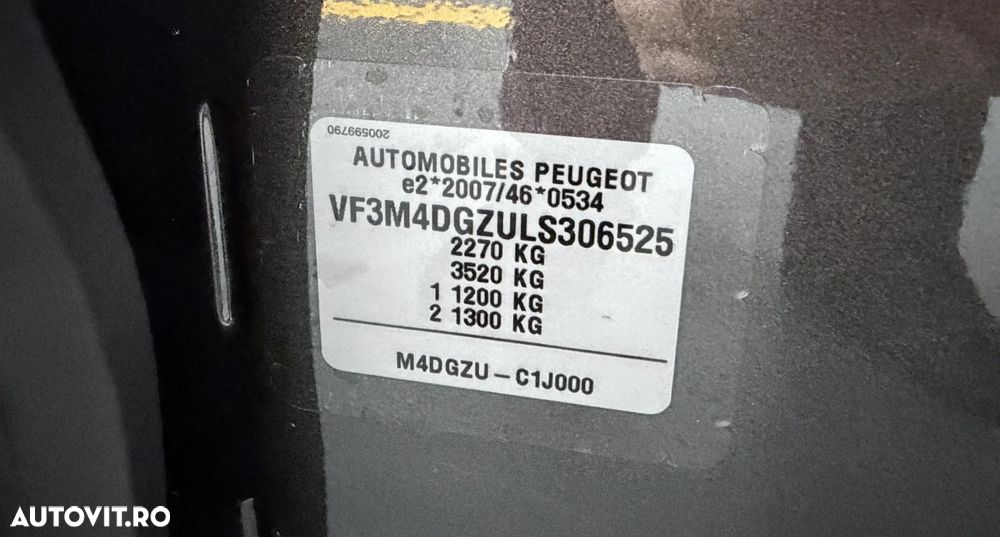 200599790
AUTOMOBILES PEUGEOT
e2*2007/46*0534
VF3M4DGZULS306525
2270 KG
3520 KG
1 1200 KG
2 1300 KG
M4DGZU – C1J000
AUTOVIT.RO